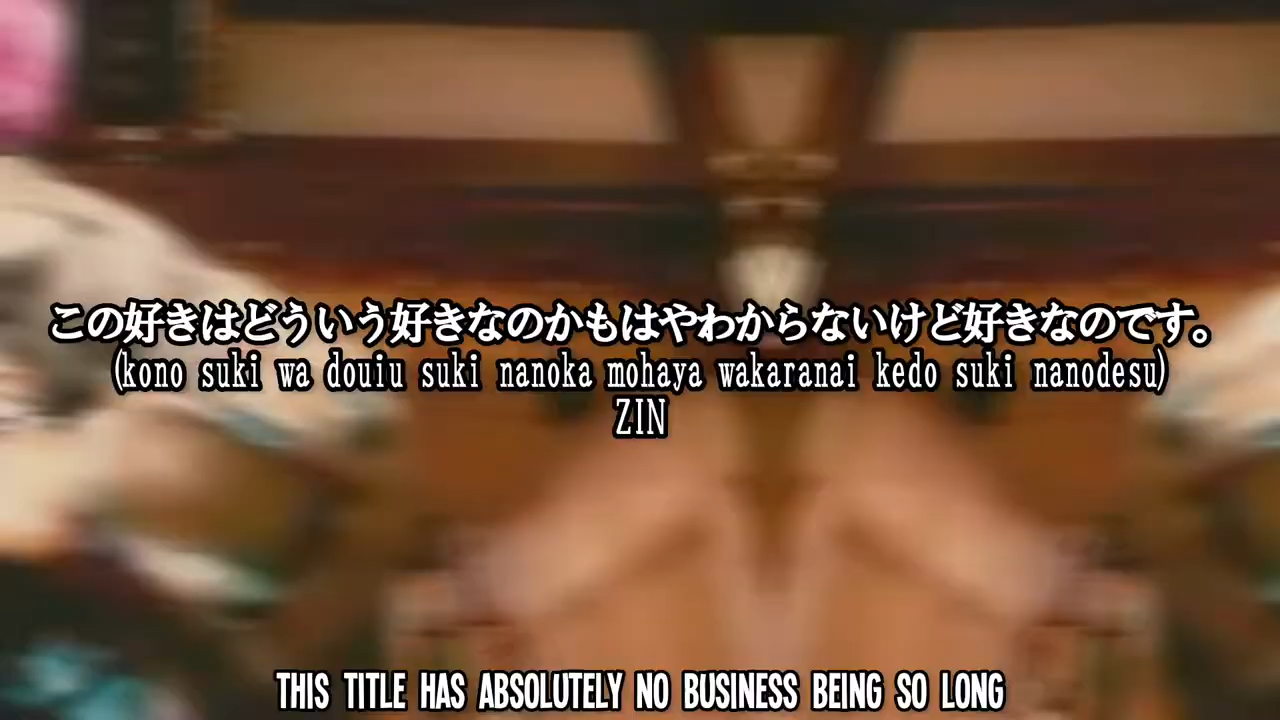 この好きはどういう好きなのかもはやわからないけど好きなのです。
(kono suki wa douiu suki nanoka mohaya wakaranai kedo suki nanodesu)
ZIN
THIS TITLE HAS ABSOLUTELY NO BUSINESS BEING SO LONG